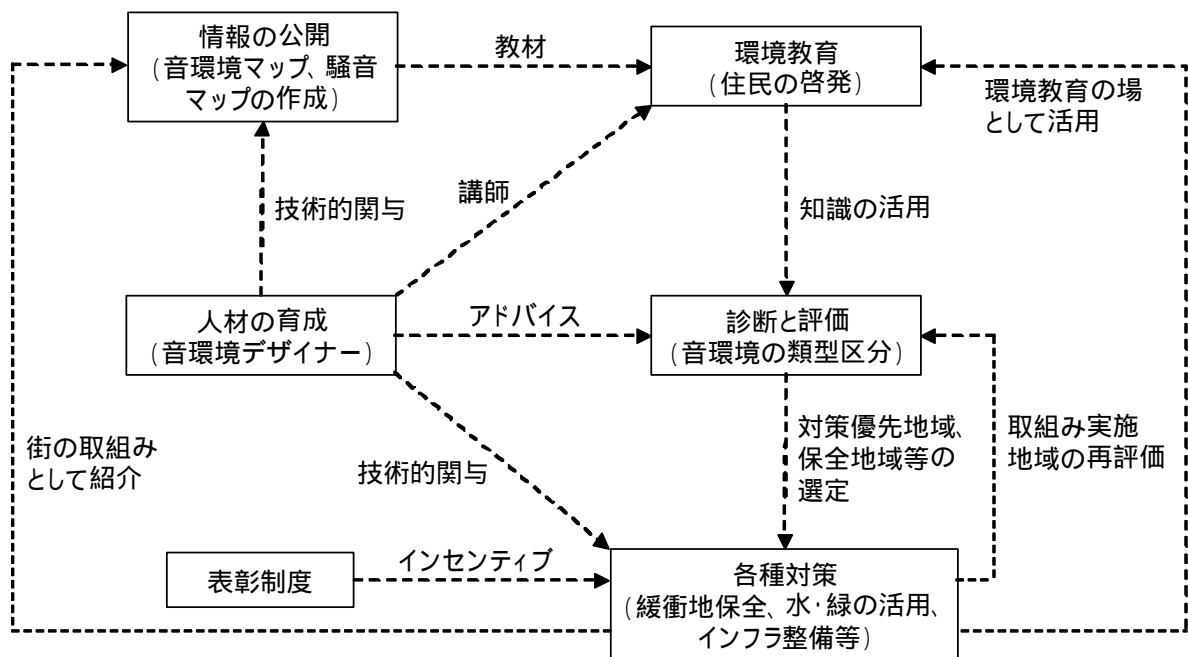 情報の公開
(音環境マップ、騒音
マップの作成)
教材
環境教育
(住民の啓発)
環境教育の場
として活用
技術的関与
講師
知識の活用
人材の育成
(音環境デザイナー)
アドバイス
診断と評価
(音環境の類型区分)
街の取組み
として紹介
技術的関与
対策優先地域、
保全地域等の
選定
取組み実施
地域の再評価
表彰制度
インセンティブ
各種対策
(緩衝地保全、水・緑の活用、
インフラ整備等)